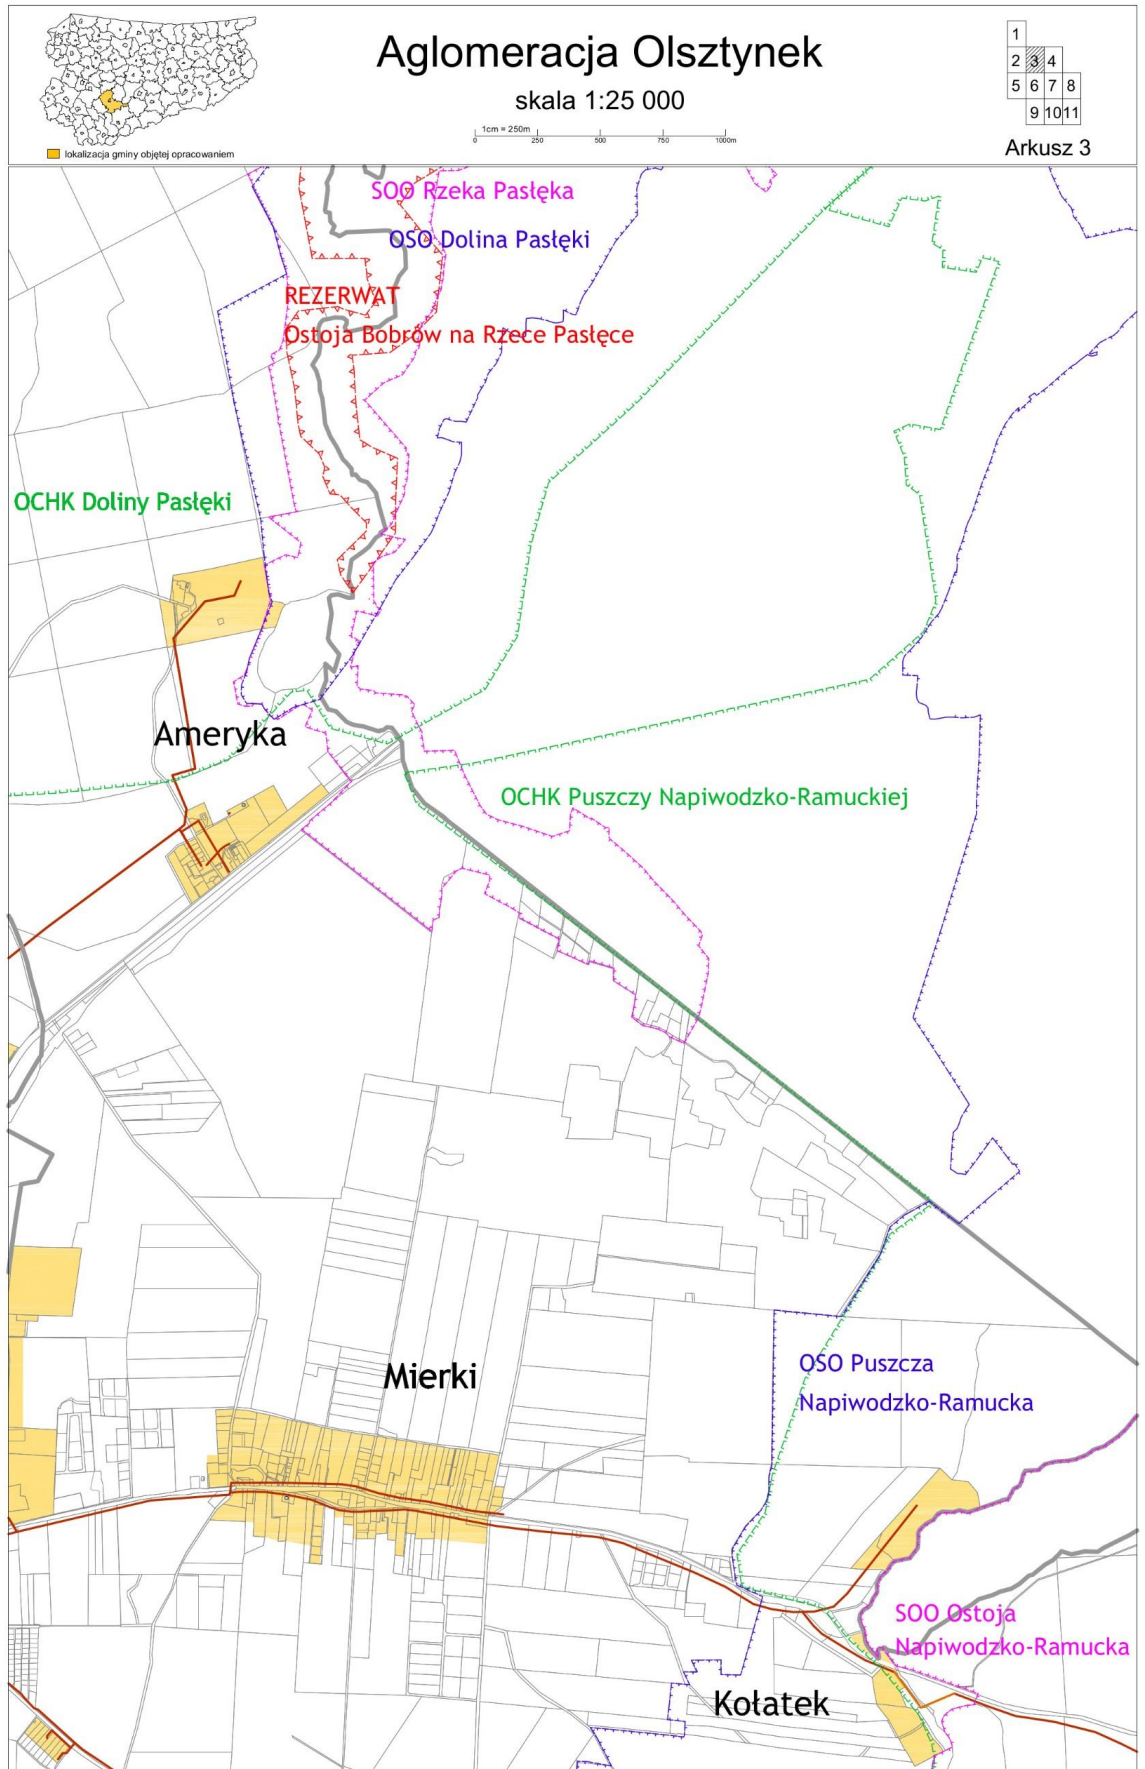 Aglomeracja Olsztynek
skala 1:25 000
1cm = 250m
0 250 500 750 1000m
lokalizacja gminy objętej opracowaniem
1
2 3 4
5 6 7 8
9 10 11
Arkusz 3
SOO Rzeka Pasłęka
OSO Dolina Pasłęki
REZERWAT
Ostoja Bobrów na Rzece Pasłęce
OCHK Doliny Pasłęki
Ameryka
OCHK Puszczy Napiwodzko-Ramuckiej
Mierki
OSO Puszcza
Napiwodzko-Ramucka
SOO Ostoja
Napiwodzko-Ramucka
Kołatek